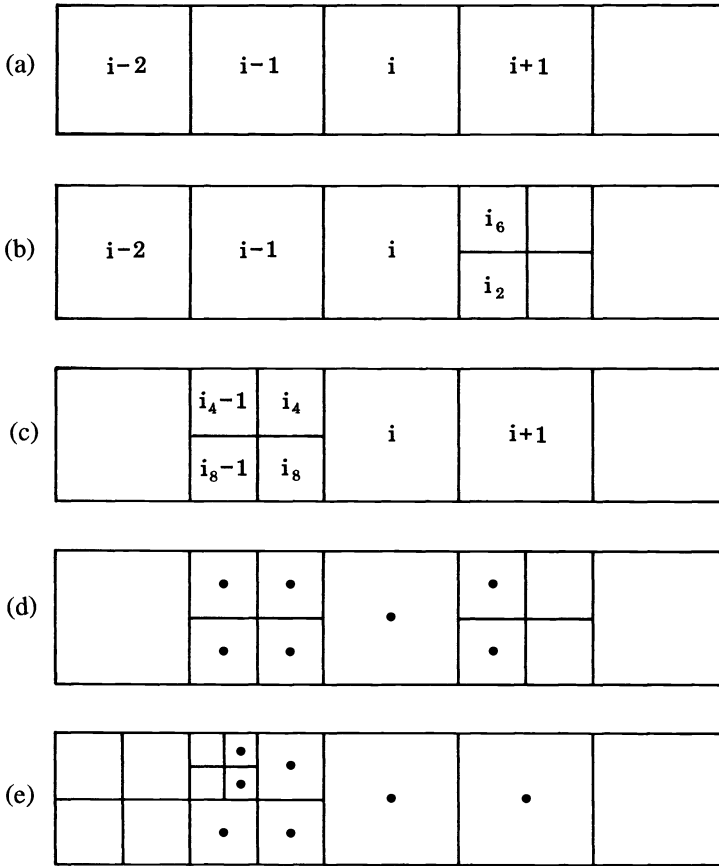 (a) i−2 i−1 i i+1
(b) i−2 i−1 i i₆
i₂
(c) i₄−1 i₄ i i+1
i₈−1 i₈
(d)
(e)